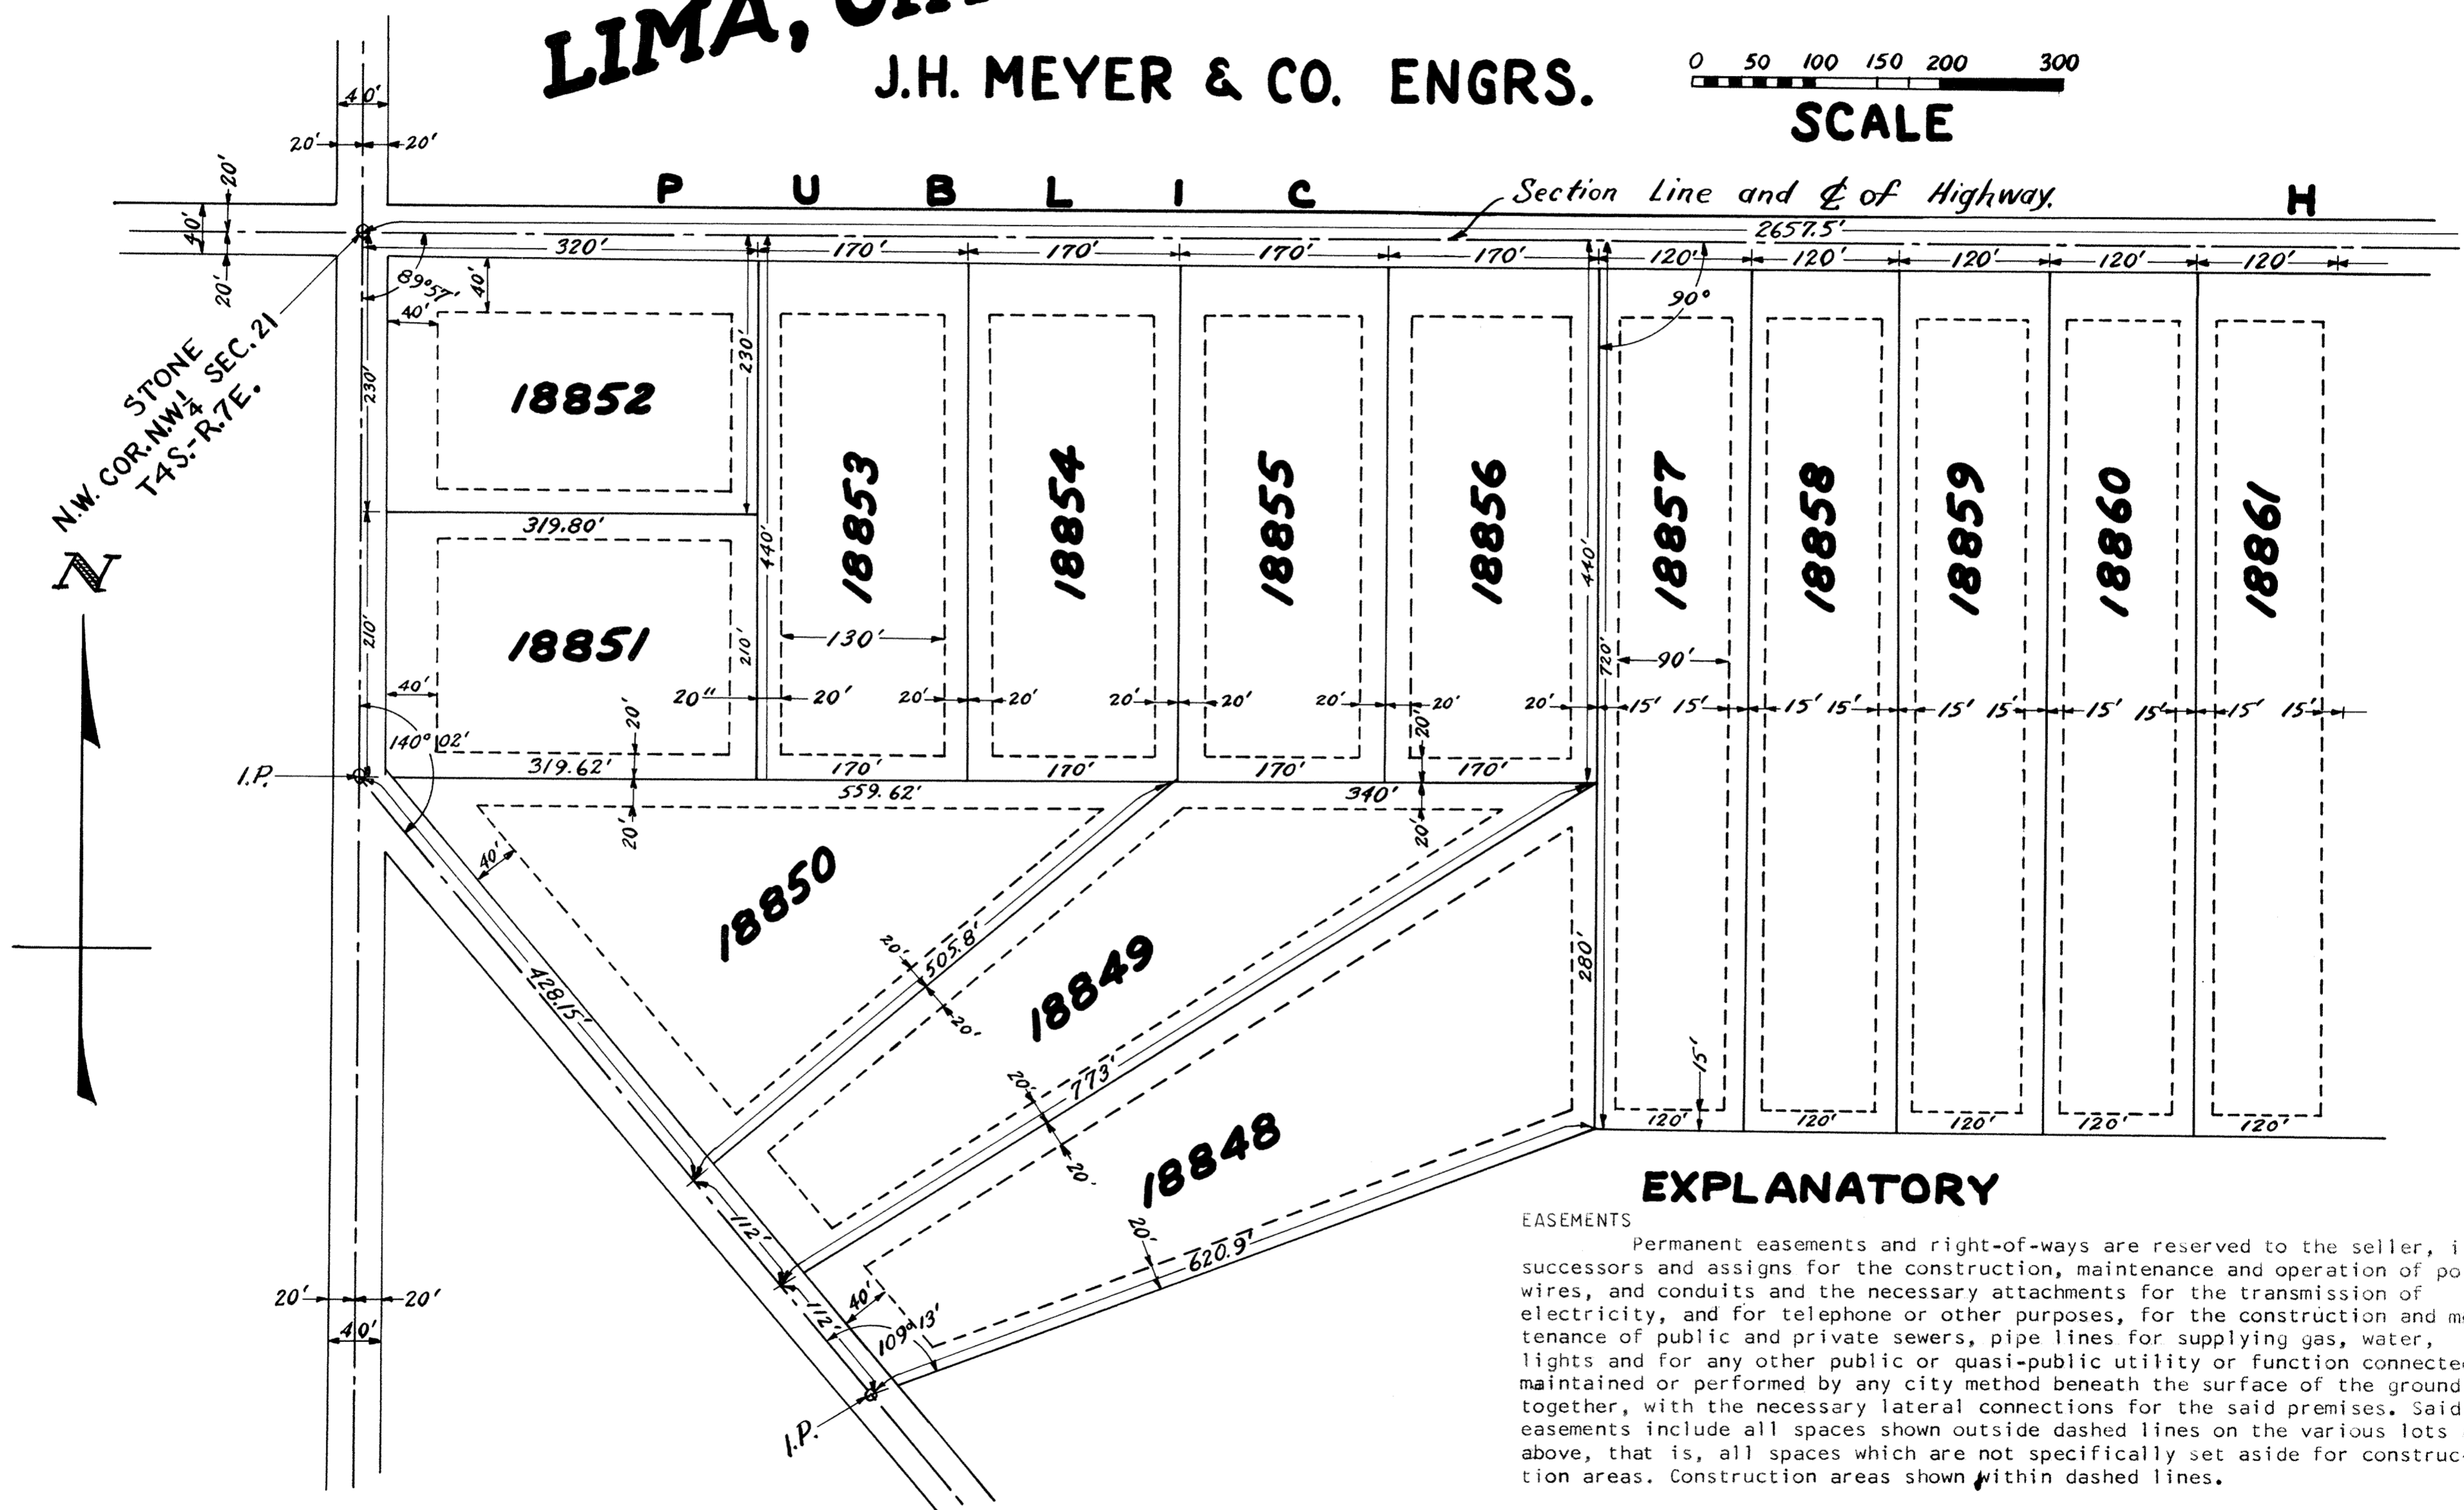 LIMA,
J.H. MEYER & CO. ENGRS.
0 50 100 150 200 300
SCALE
40'
20' 20'
20'
40'
20'
P U B L I C H
Section Line and ℄ of Highway.
2657.5'
320' 170' 170' 170' 170' 120' 120' 120' 120' 120'
89°57'
40'
40'
90°
STONE
N.W. COR. N.W.¼ SEC. 21
T4S.-R.7E.
N
230'
230'
18852
319.80'
18851
210'
210'
440'
18853
18854
18855
18856
440'
720'
18857
18858
18859
18860
18861
130'
90'
40'
20'
20" 20' 20' 20' 20' 20' 20' 20' 20' 15' 15' 15' 15' 15' 15' 15' 15' 15' 15'
20'
140° 02'
I.P.
319.62' 170' 170' 170' 170'
559.62' 340'
20'
20'
40'
18850
428.15'
20'
505.8'
20'
18849
280'
20'
773'
20'
18848
15'
120' 120' 120' 120' 120'
112'
112'
40'
109° 13'
20'
620.9'
I.P.
20' 20'
40'
EXPLANATORY
EASEMENTS
Permanent easements and right-of-ways are reserved to the seller,
successors and assigns for the construction, maintenance and operation of
wires, and conduits and the necessary attachments for the transmission of
electricity, and for telephone or other purposes, for the construction and
tenance of public and private sewers, pipe lines for supplying gas, water,
lights and for any other public or quasi-public utility or function
maintained or performed by any city method beneath the surface of the ground
together, with the necessary lateral connections for the said premises. Said
easements include all spaces shown outside dashed lines on the various lots
above, that is, all spaces which are not specifically set aside for construc-
tion areas. Construction areas shown within dashed lines.